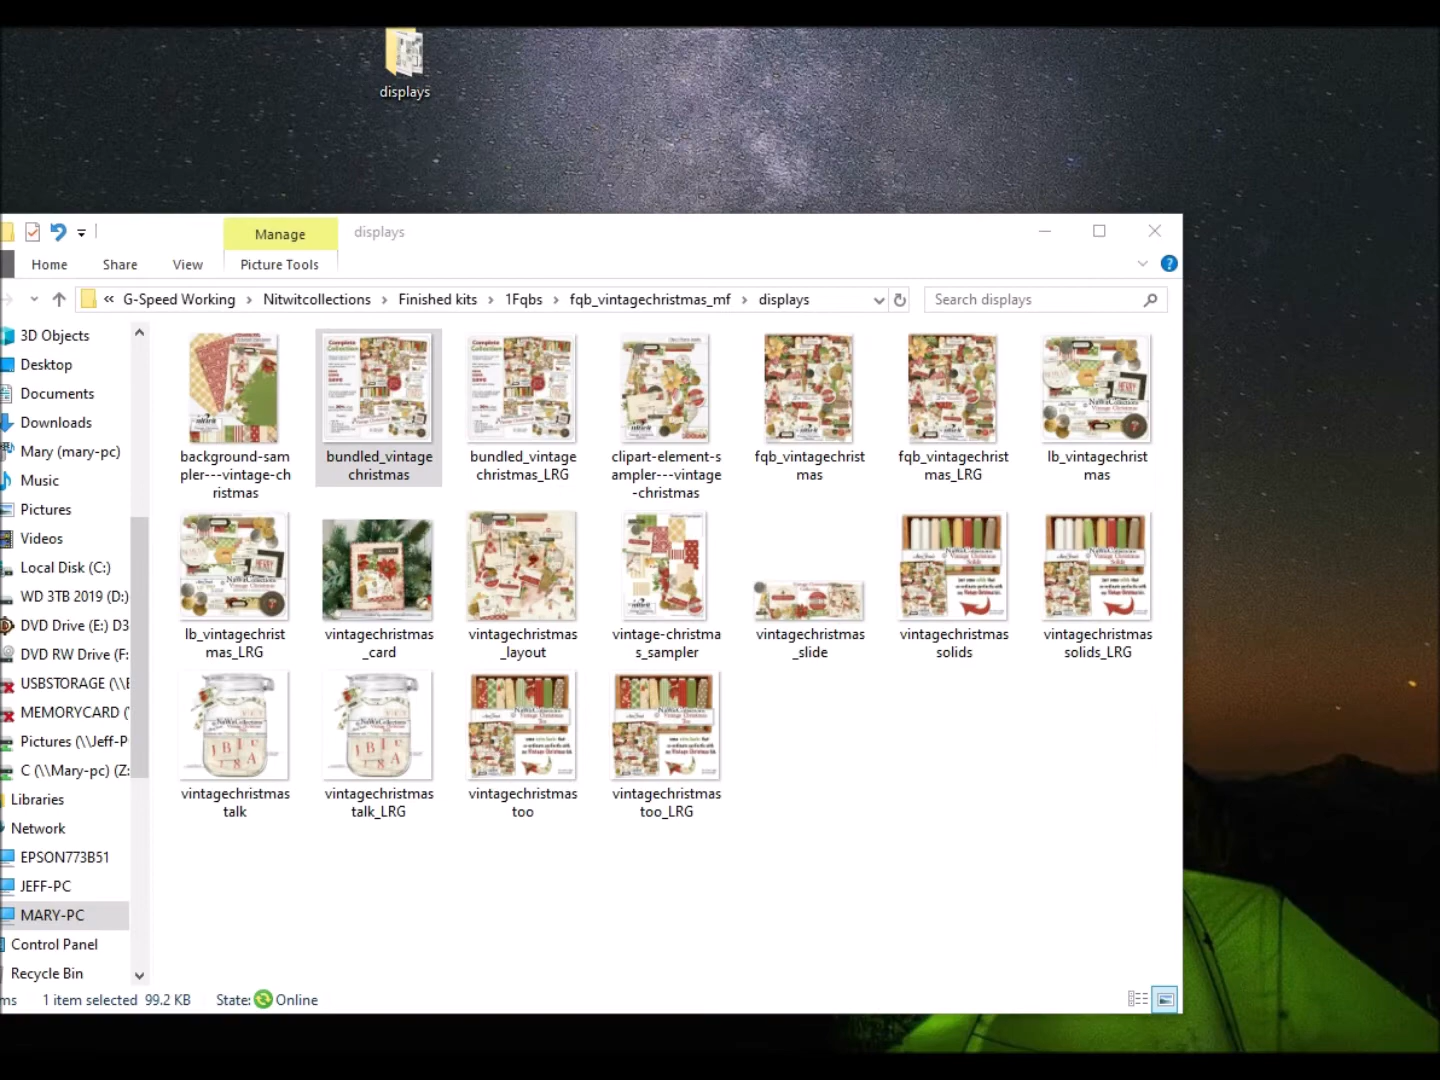 displays
Manage
displays
Home
Share
View
Picture Tools
« G-Speed Working › Nitwitcollections › Finished kits › 1Fqbs › fqb_vintagechristmas_mf › displays
Search displays
3D Objects
Desktop
Documents
Downloads
Mary (mary-pc)
Music
Pictures
Videos
Local Disk (C:)
WD 3TB 2019 (D:)
DVD Drive (E:) D3
DVD RW Drive (F:
USBSTORAGE (\\E
MEMORYCARD (
Pictures (\\Jeff-P
C (\\Mary-pc) (Z:
Libraries
Network
EPSON773B51
JEFF-PC
MARY-PC
Control Panel
Recycle Bin
background-sam
pler---vintage-ch
ristmas
bundled_vintage
christmas
bundled_vintage
christmas_LRG
clipart-element-s
ampler---vintage
-christmas
fqb_vintagechrist
mas
fqb_vintagechrist
mas_LRG
lb_vintagechrist
mas
lb_vintagechrist
mas_LRG
vintagechristmas
_card
vintagechristmas
_layout
vintage-christma
s_sampler
vintagechristmas
_slide
vintagechristmas
solids
vintagechristmas
solids_LRG
vintagechristmas
talk
vintagechristmas
talk_LRG
vintagechristmas
too
vintagechristmas
too_LRG
ms
1 item selected 99.2 KB
State: Online